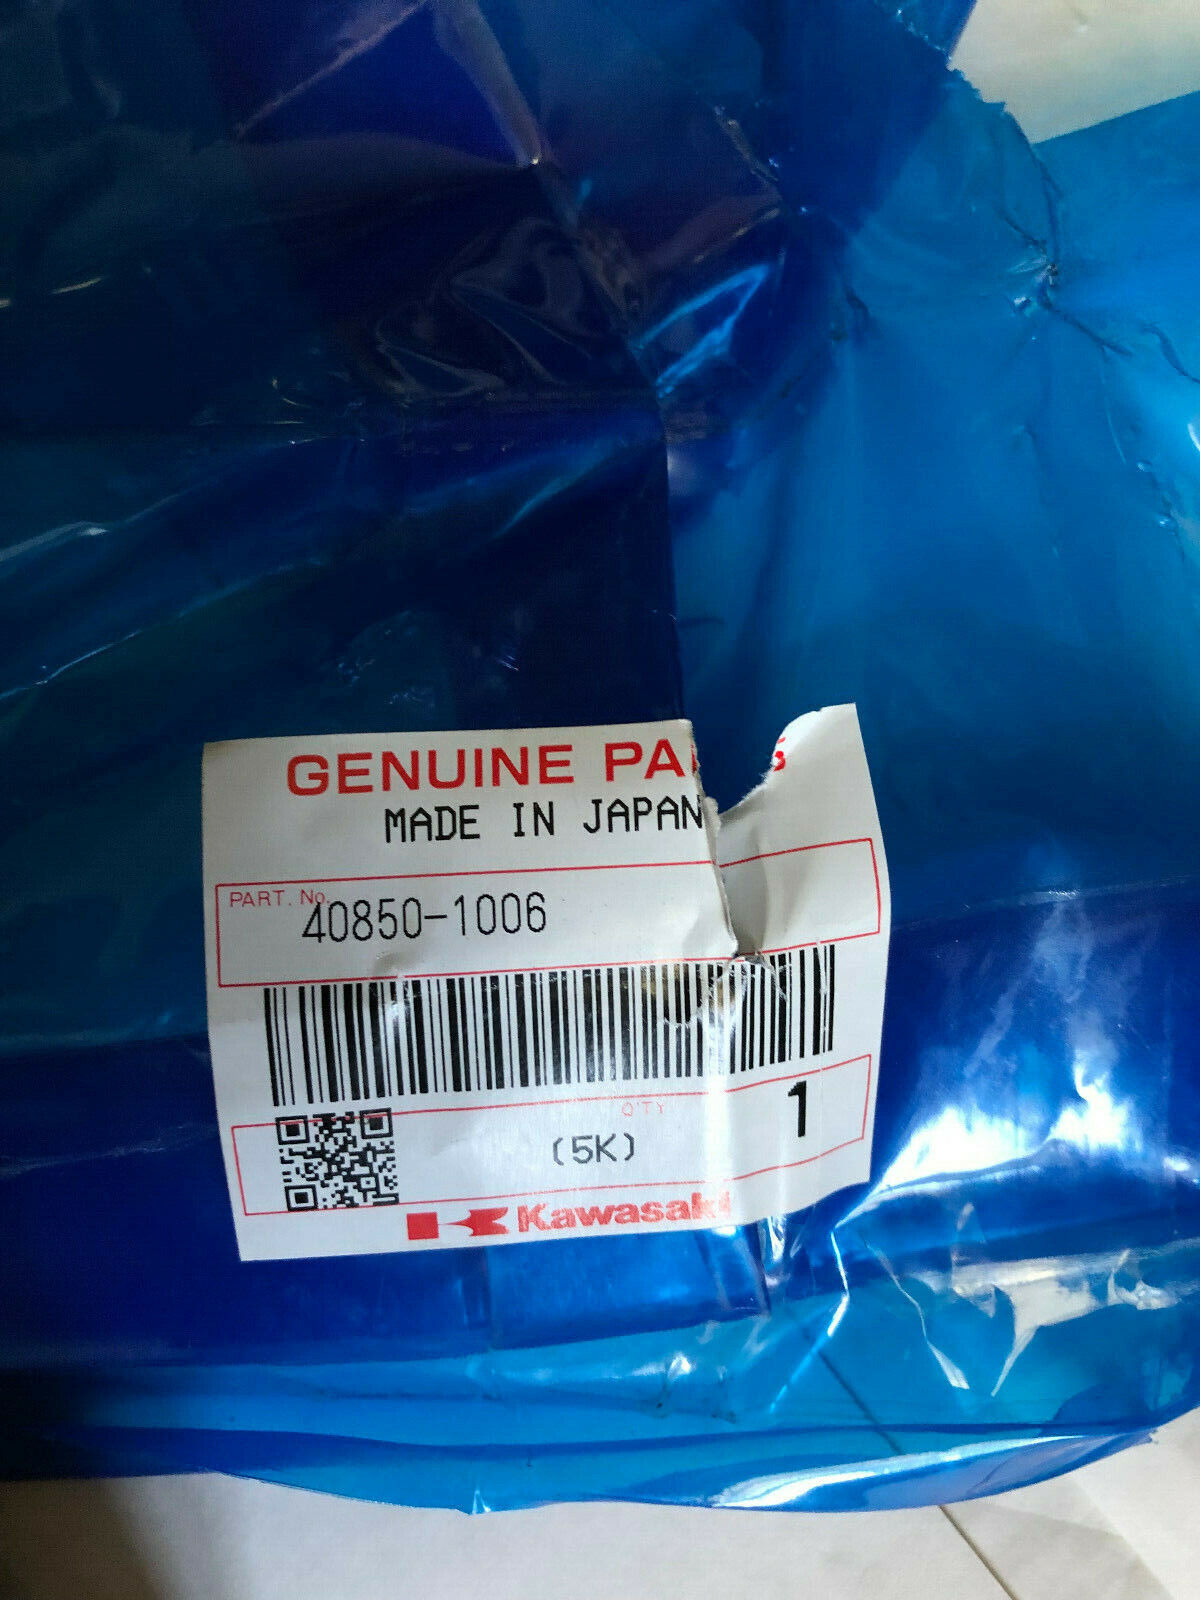 GENUINE PA S
MADE IN JAPAN
PART. No.
40850-1006
Q'TY
1
(5K)
Kawasaki